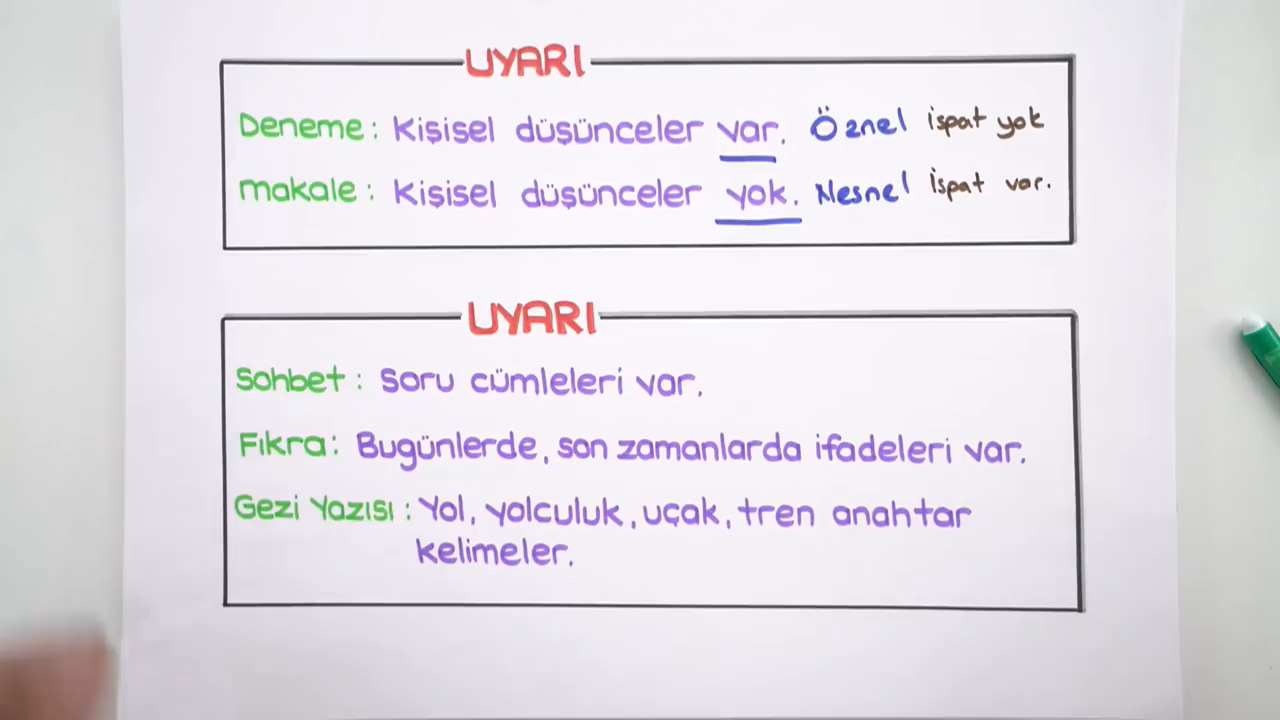 UYARI
Deneme: Kişisel düşünceler var. Öznel ispat yok
makale: Kişisel düşünceler yok. Nesnel İspat var.
UYARI
Sohbet: Soru cümleleri var.
Fıkra: Bugünlerde, son zamanlarda ifadeleri var.
Gezi Yazısı: Yol, yolculuk, uçak, tren anahtar
kelimeler.